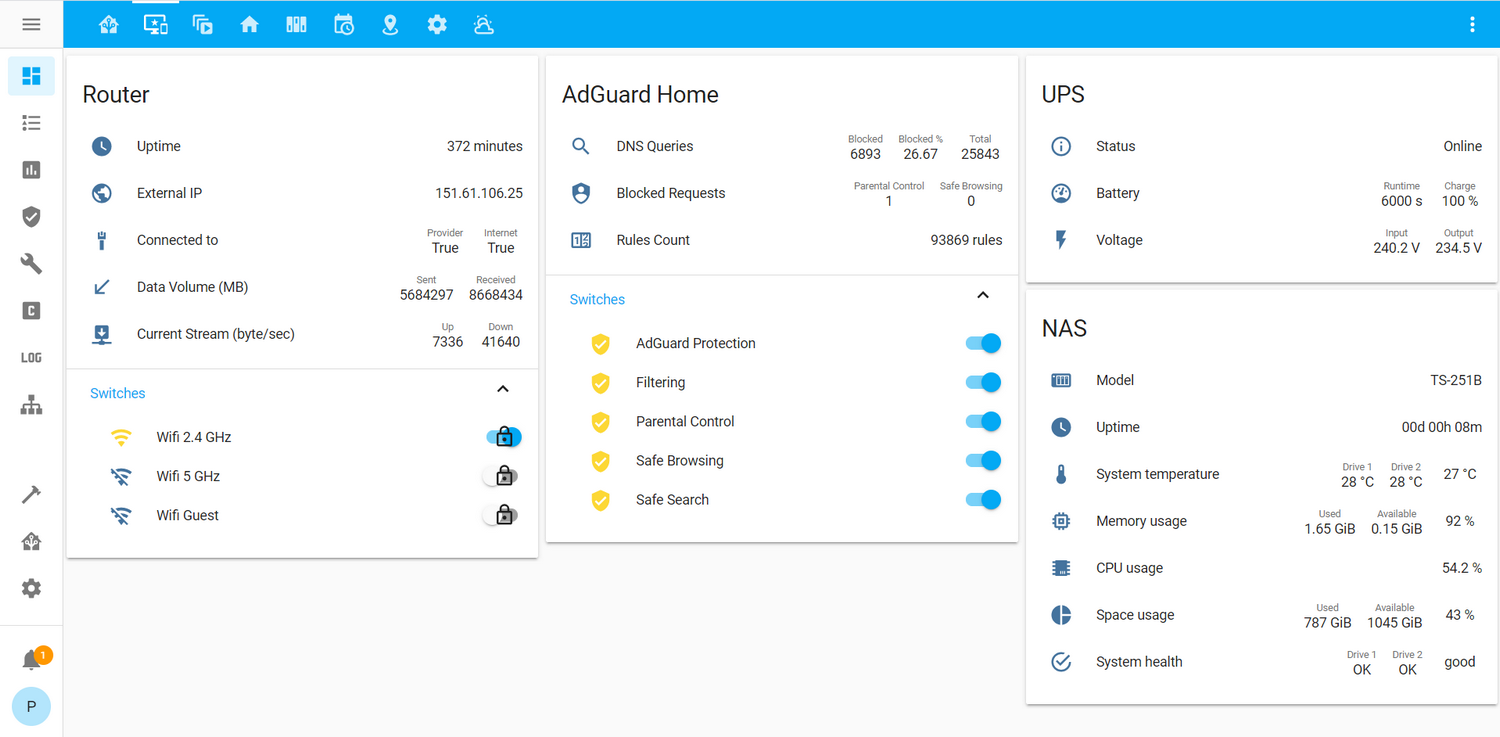 Router
Uptime 372 minutes
External IP 151.61.106.25
Connected to Provider True Internet True
Data Volume (MB) Sent 5684297 Received 8668434
Current Stream (byte/sec) Up 7336 Down 41640
Switches
Wifi 2.4 GHz
Wifi 5 GHz
Wifi Guest
AdGuard Home
DNS Queries Blocked 6893 Blocked % 26.67 Total 25843
Blocked Requests Parental Control 1 Safe Browsing 0
Rules Count 93869 rules
Switches
AdGuard Protection
Filtering
Parental Control
Safe Browsing
Safe Search
UPS
Status Online
Battery Runtime 6000 s Charge 100 %
Voltage Input 240.2 V Output 234.5 V
NAS
Model TS-251B
Uptime 00d 00h 08m
System temperature Drive 1 28 °C Drive 2 28 °C 27 °C
Memory usage Used 1.65 GiB Available 0.15 GiB 92 %
CPU usage 54.2 %
Space usage Used 787 GiB Available 1045 GiB 43 %
System health Drive 1 OK Drive 2 OK good
C
LOG
1
P